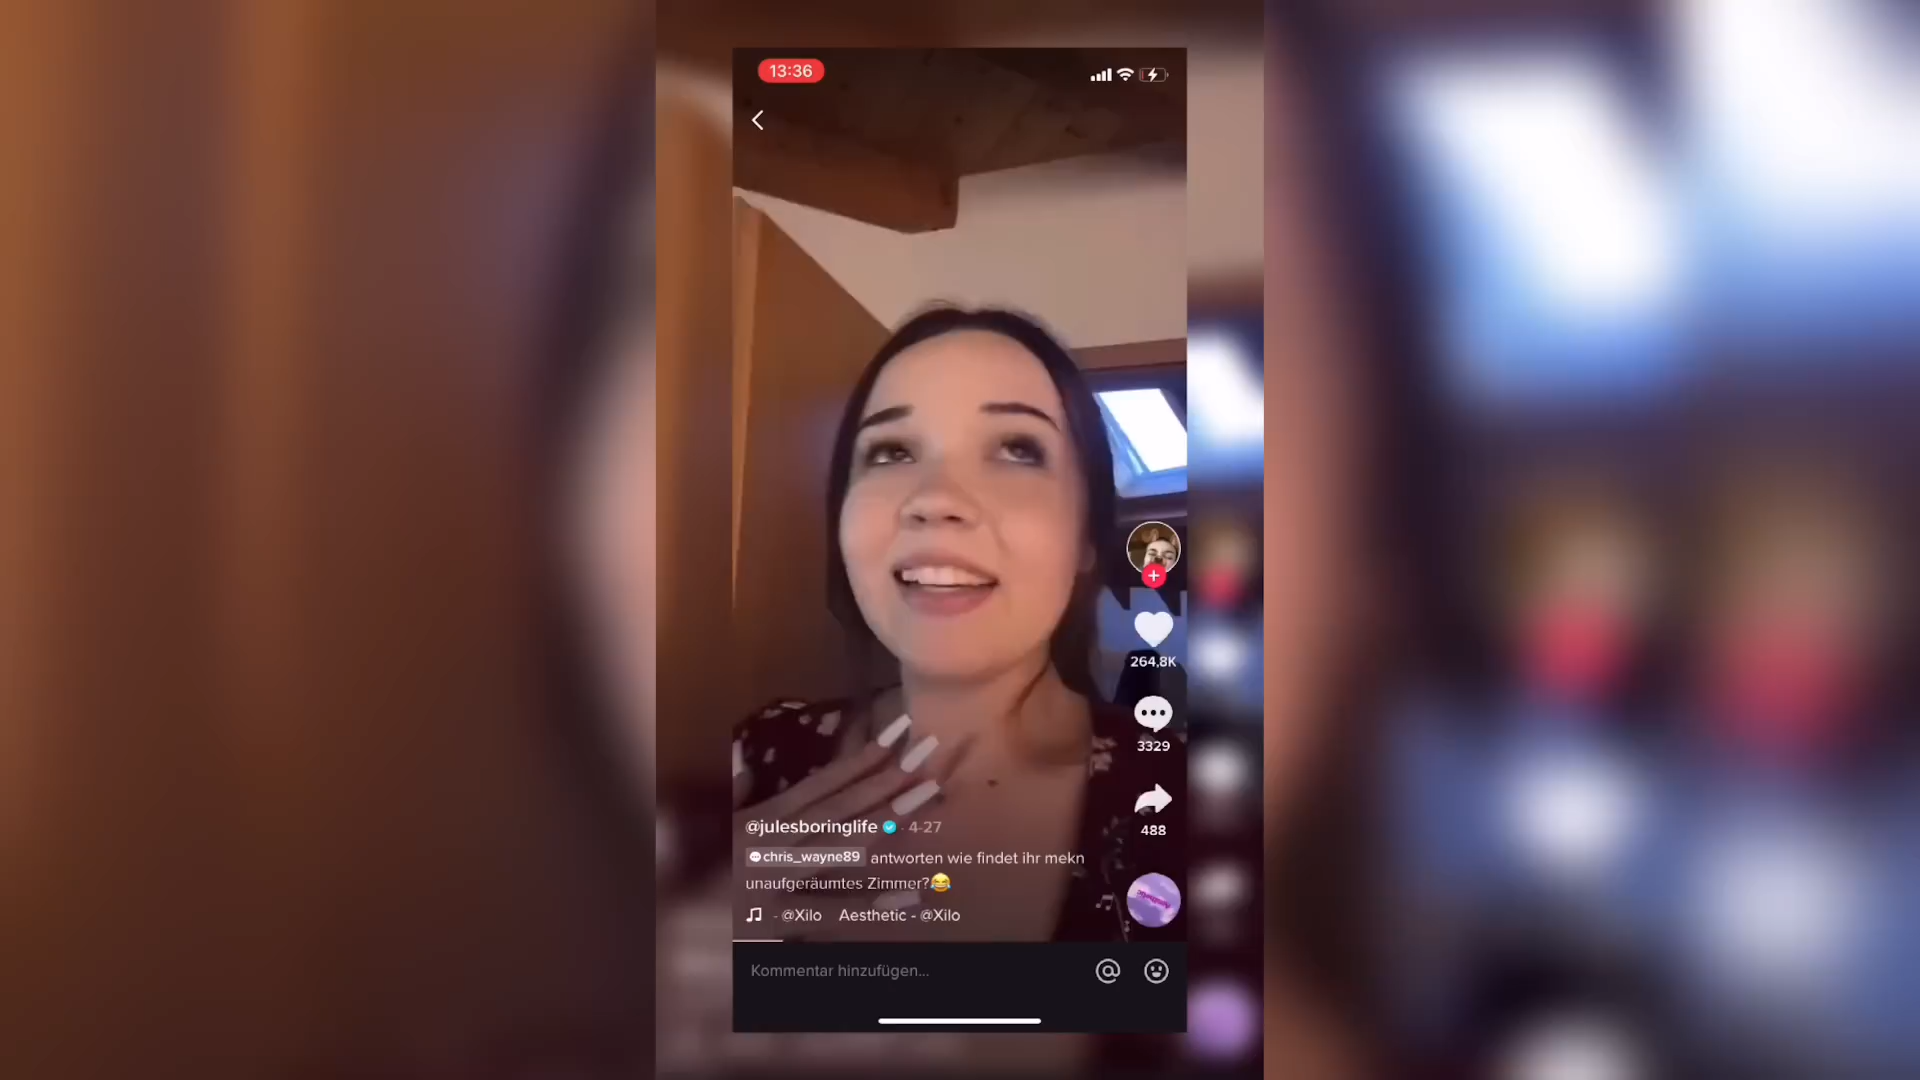 13:36
264,8K
3329
488
@julesboringlife · 4-27
chris_wayne89 antworten wie findet ihr mekn
unaufgeräumtes Zimmer?😂
- @Xilo Aesthetic - @Xilo
Kommentar hinzufügen...